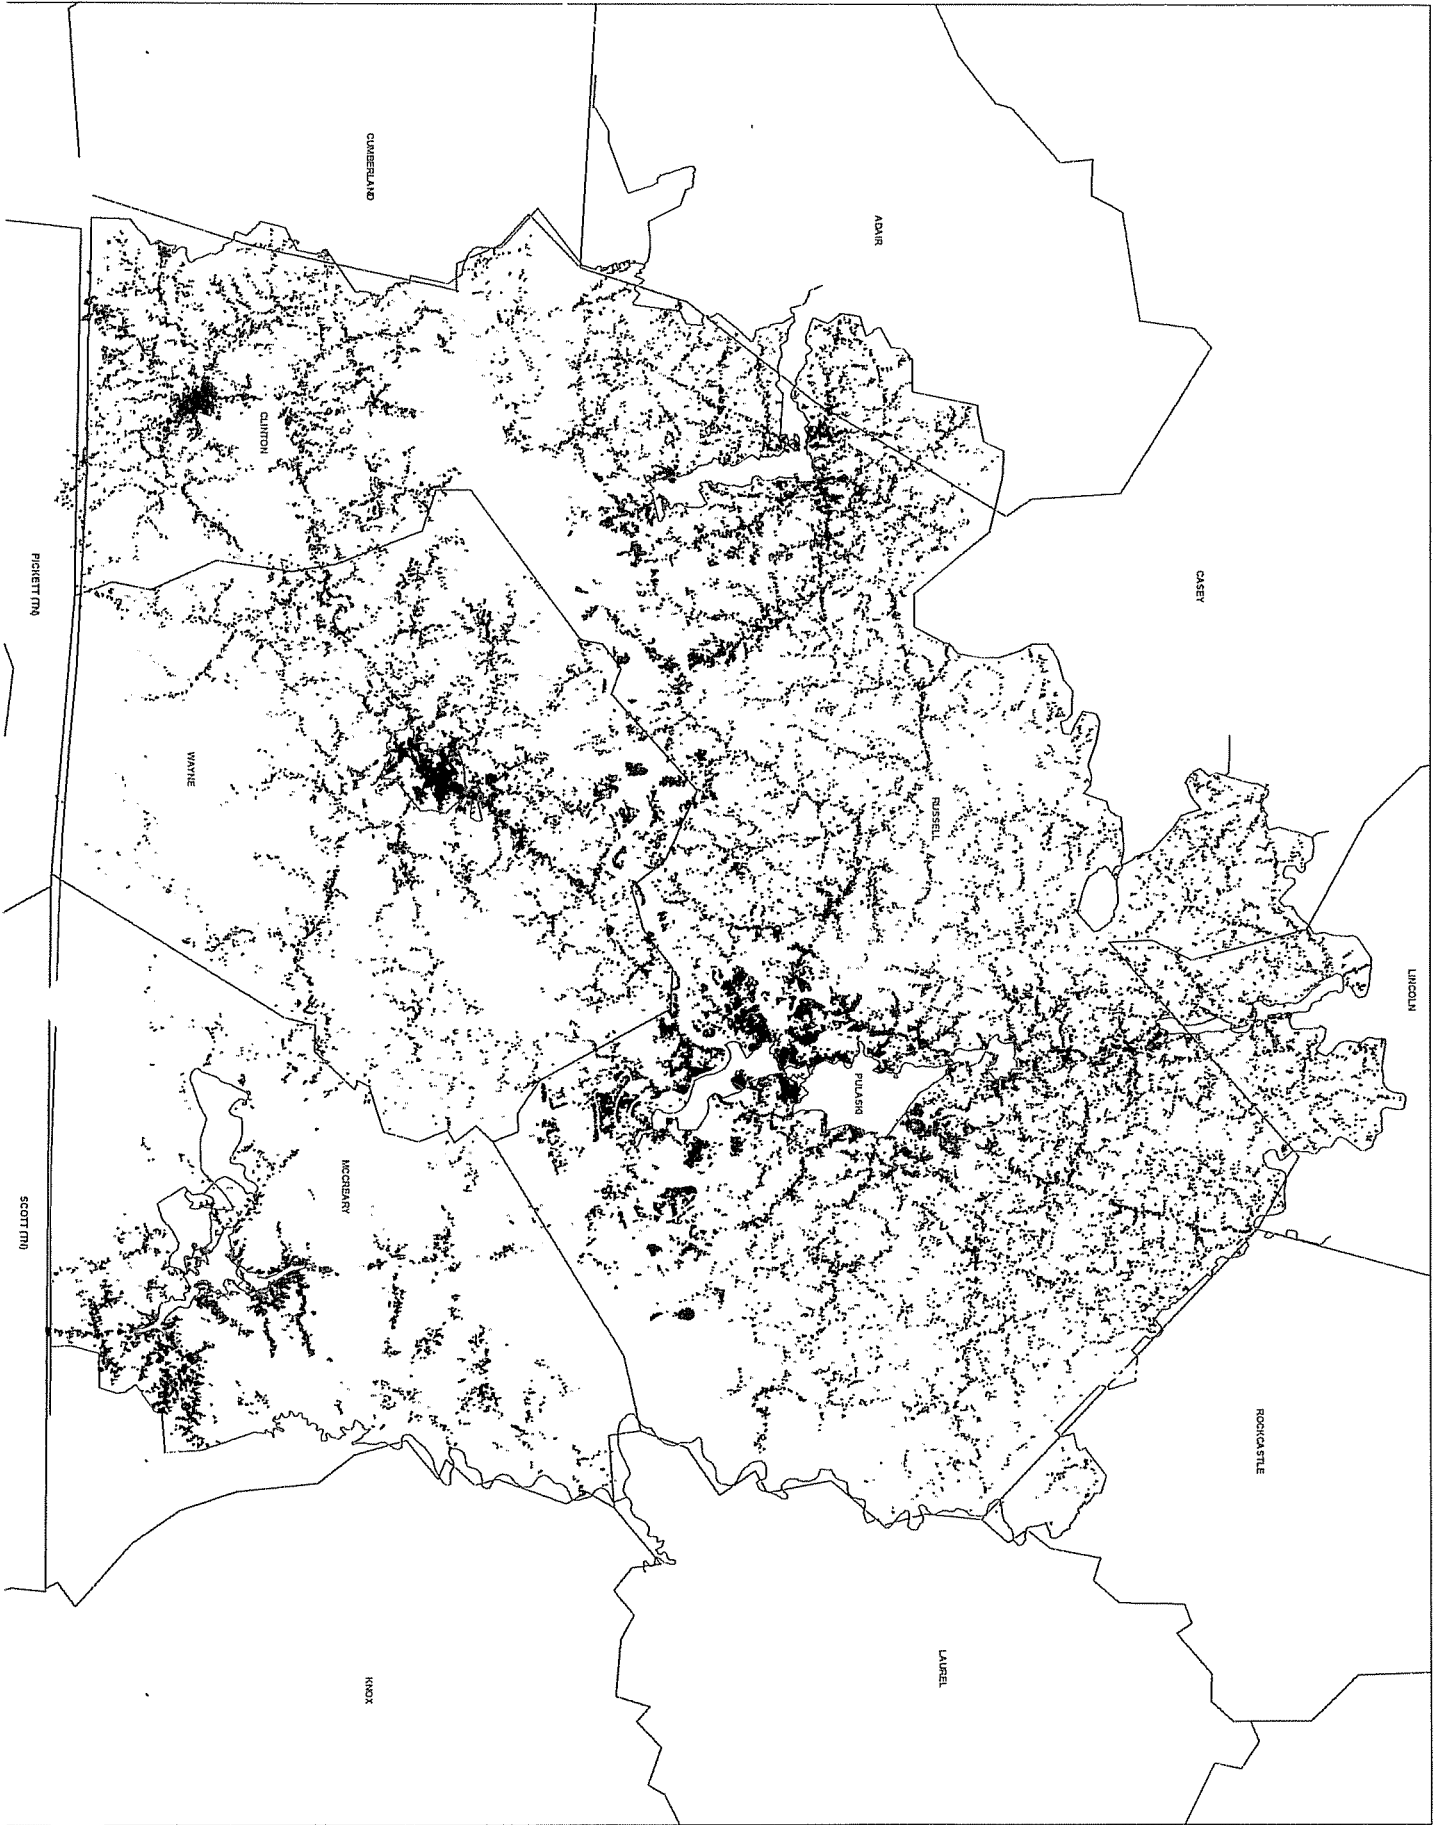 LINCOLN
CASEY
ROCKCASTLE
ADAIR
RUSSELL
LAUREL
PULASKI
CUMBERLAND
MCCREARY
KNOX
CLINTON
WAYNE
PICKETT (TN)
SCOTT (TN)